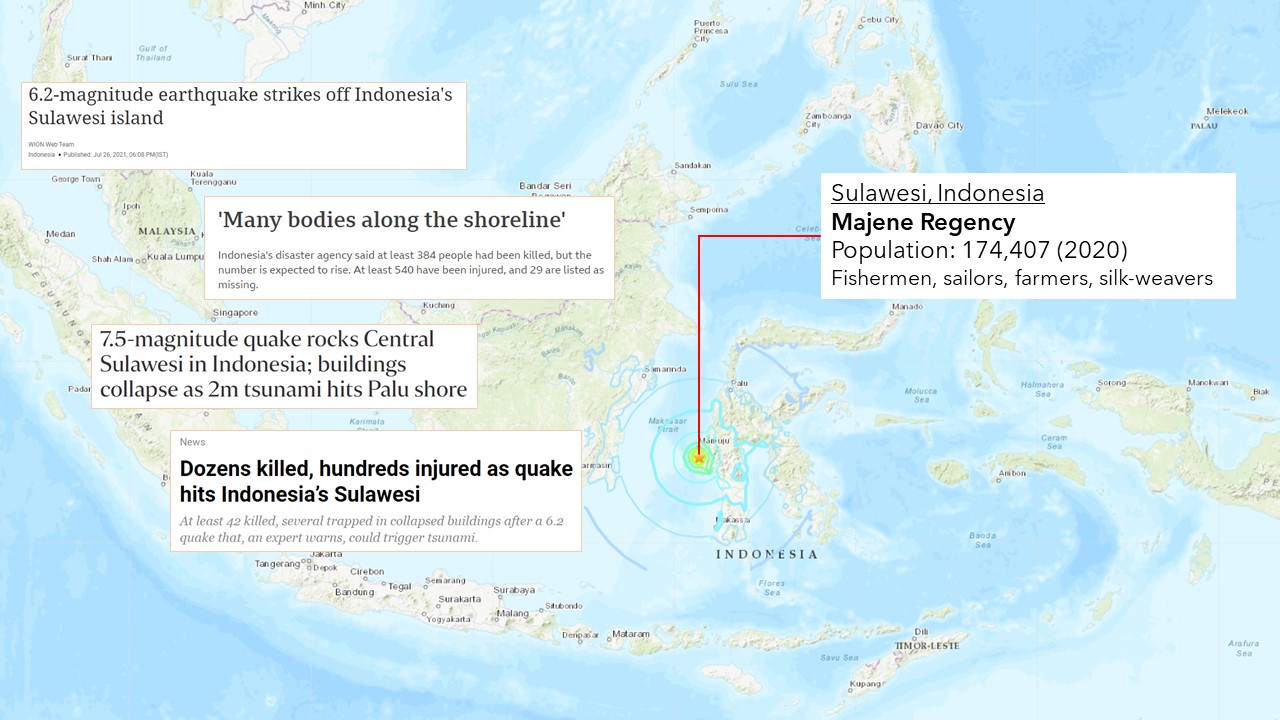 Minh City
Gulf of
Thailand
Surat Thani
Puerto
Princesa
City
Cebu City
Sulu Sea
Zamboanga
City
Davao City
Melekeok
PALAU
6.2-magnitude earthquake strikes off Indonesia's
Sulawesi island
WION Web Team
Indonesia • Published: Jul 26, 2021, 06:08 PM(IST)
George Town
Kuala
Terengganu
Ipoh
MALAYSIA
Medan
Shah Alam
Kuala Lumpu
Bandar Seri
Sandakan
Semporna
'Many bodies along the shoreline'
Indonesia's disaster agency said at least 384 people had been killed, but the
number is expected to rise. At least 540 have been injured, and 29 are listed as
missing.
Sulawesi, Indonesia
Majene Regency
Population: 174,407 (2020)
Fishermen, sailors, farmers, silk-weavers
Celeb
Manado
PEGUNUNG
Singapore
Kuching
7.5-magnitude quake rocks Central
Sulawesi in Indonesia; buildings
collapse as 2m tsunami hits Palu shore
Padan
Samarinda
Palu
Molucca
Sea
Halmahera
Sea
Sorong
Manokwari
Biak
Karimata
Makassar
Strait
Mamuju
Ceram
Sea
Ambon
News
Dozens killed, hundreds injured as quake
hits Indonesia's Sulawesi
At least 42 killed, several trapped in collapsed buildings after a 6.2
quake that, an expert warns, could trigger tsunami.
armasin
Makassar
INDONESIA
Banda
Sea
Jakarta
Tangerang
Depok
Cirebon
Bandung
Tegal
Semarang
Surakarta
Yogyakarta
Surabaya
Malang
Situbondo
Denpasar
Mataram
Flores
Sea
Savu Sea
Dili
TIMOR-LESTE
Kupang
Arafura
Sea